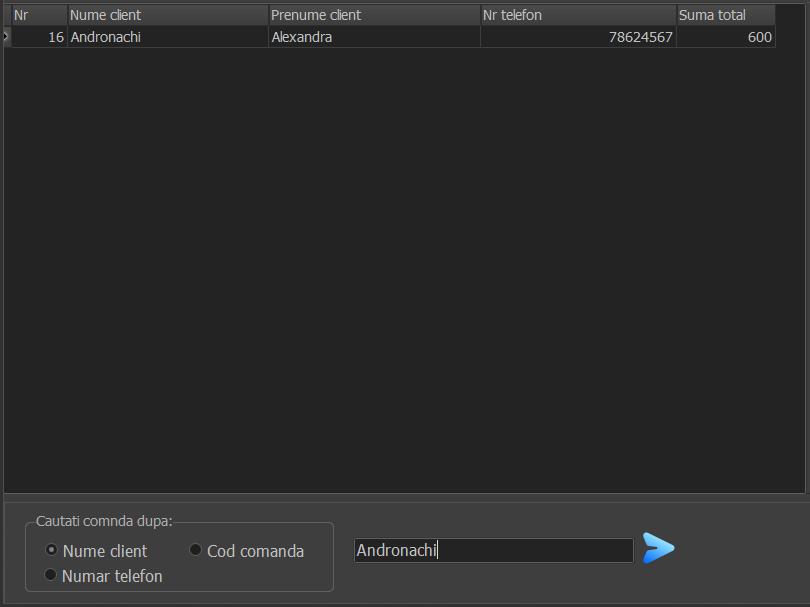 Nr Nume client Prenume client Nr telefon Suma total
16 Andronachi Alexandra 78624567 600
Cautati comnda dupa:
Nume client Cod comanda
Numar telefon
Andronachi